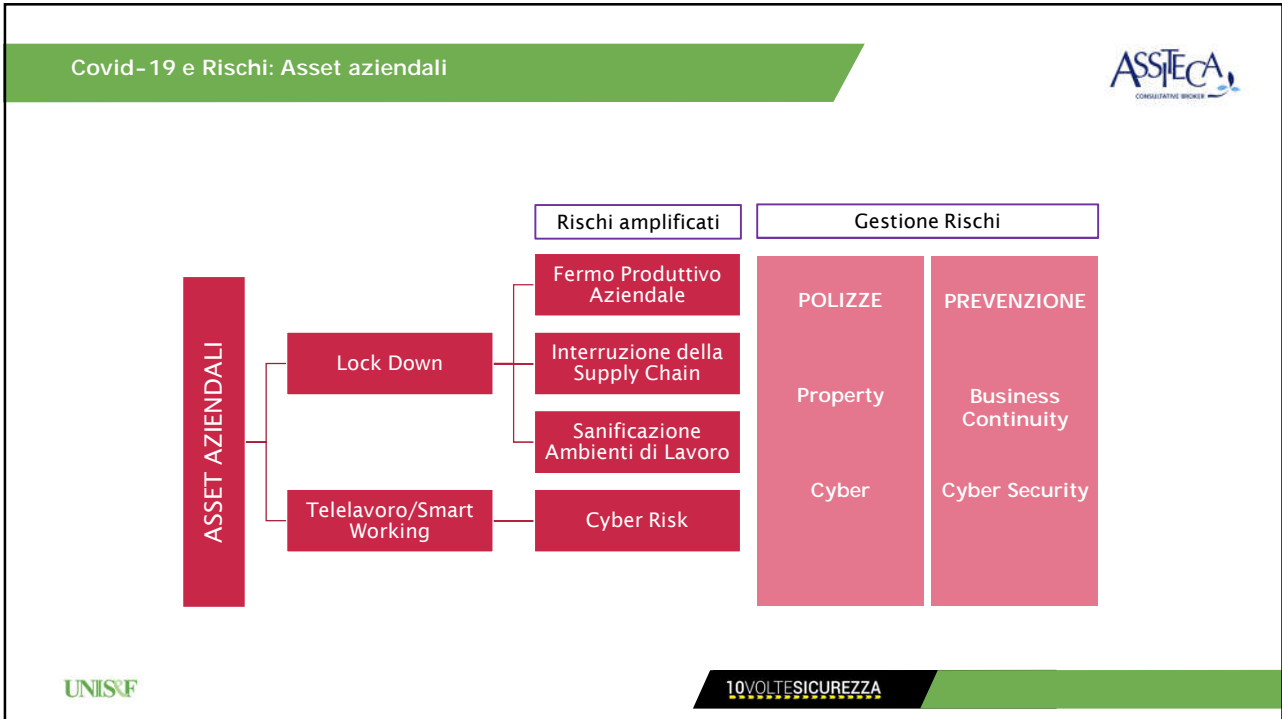 Covid-19 e Rischi: Asset aziendali
ASSITECA
CONSULTATIVE BROKER
Rischi amplificati
Gestione Rischi
ASSET AZIENDALI
Lock Down
Telelavoro/Smart
Working
Fermo Produttivo
Aziendale
Interruzione della
Supply Chain
Sanificazione
Ambienti di Lavoro
Cyber Risk
POLIZZE
Property
Cyber
PREVENZIONE
Business
Continuity
Cyber Security
UNIS&F
10VOLTESICUREZZA